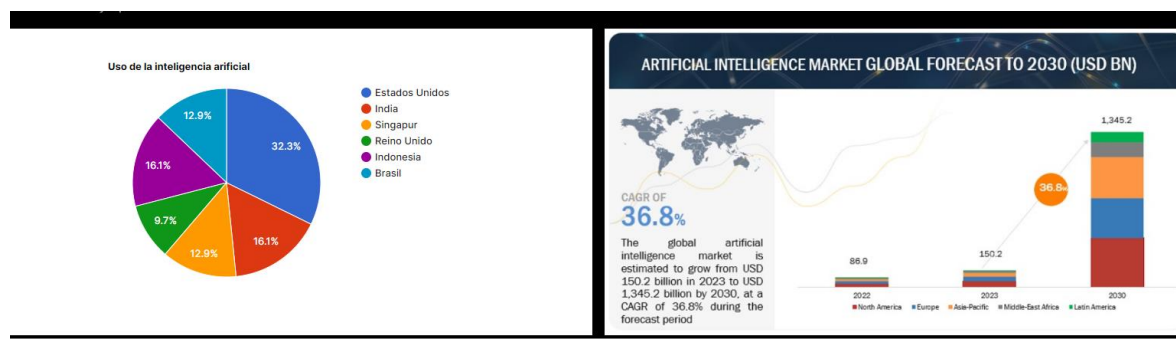 Uso de la inteligencia arificial
32.3%
16.1%
12.9%
9.7%
16.1%
12.9%
Estados Unidos
India
Singapur
Reino Unido
Indonesia
Brasil
ARTIFICIAL INTELLIGENCE MARKET GLOBAL FORECAST TO 2030 (USD BN)
CAGR OF
36.8%
The global artificial
intelligence market is
estimated to grow from USD
150.2 billion in 2023 to USD
1,345.2 billion by 2030, at a
CAGR of 36.8% during the
forecast period
86.9
150.2
1,345.2
36.8%
2022
2023
2030
North America Europe Asia-Pacific Middle-East Africa Latin America